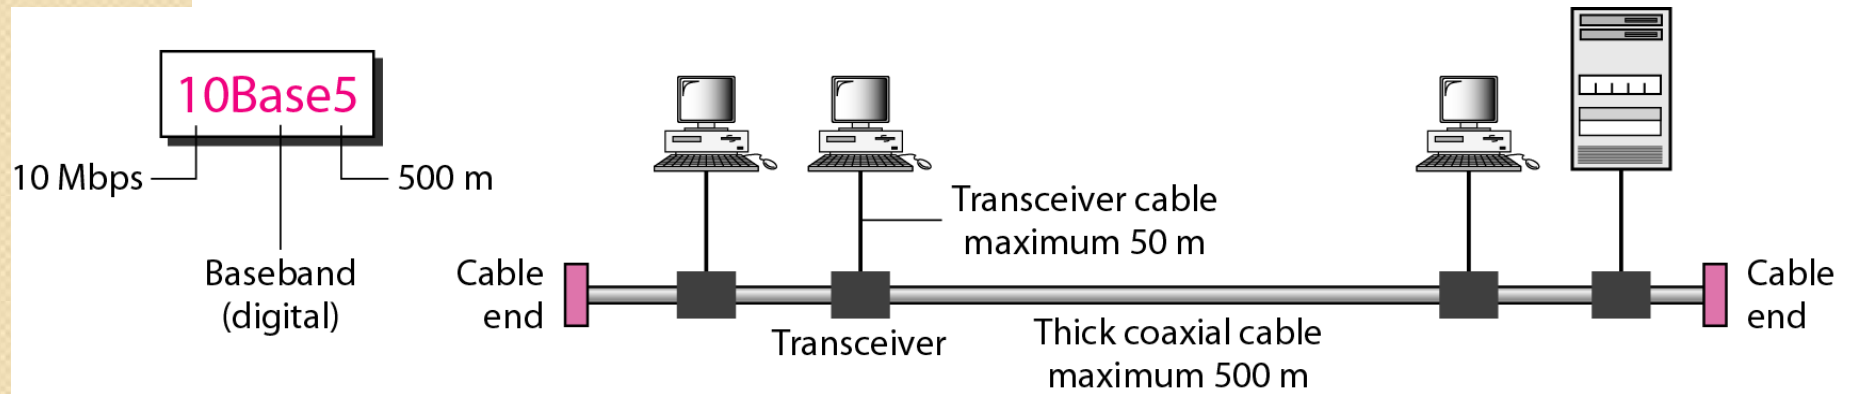 10Base5
10 Mbps
500 m
Baseband
(digital)
Transceiver cable
maximum 50 m
Cable
end
Transceiver
Thick coaxial cable
maximum 500 m
Cable
end